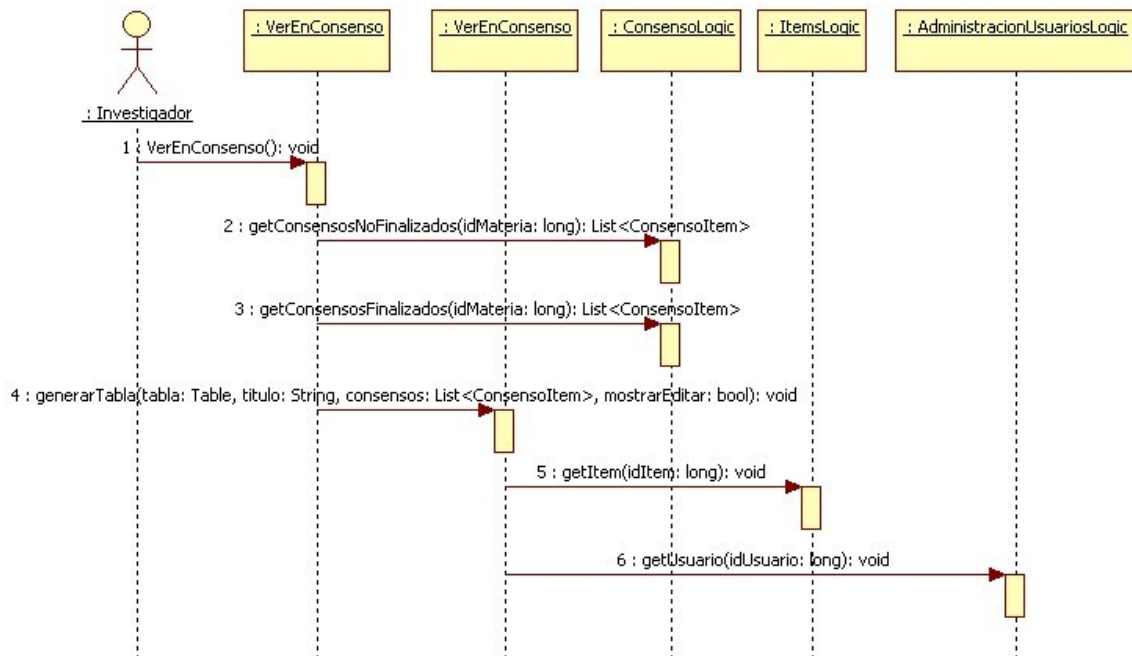 : VerEnConsenso
: VerEnConsenso
: ConsensoLogic
: ItemsLogic
: AdministracionUsuariosLogic
: Investigador
1 : VerEnConsenso(): void
2 : getConsensosNoFinalizados(idMateria: long): List<ConsensoItem>
3 : getConsensosFinalizados(idMateria: long): List<ConsensoItem>
4 : generarTabla(tabla: Table, titulo: String, consensos: List<ConsensoItem>, mostrarEditar: bool): void
5 : getItem(idItem: long): void
6 : getUsuario(idUsuario: long): void